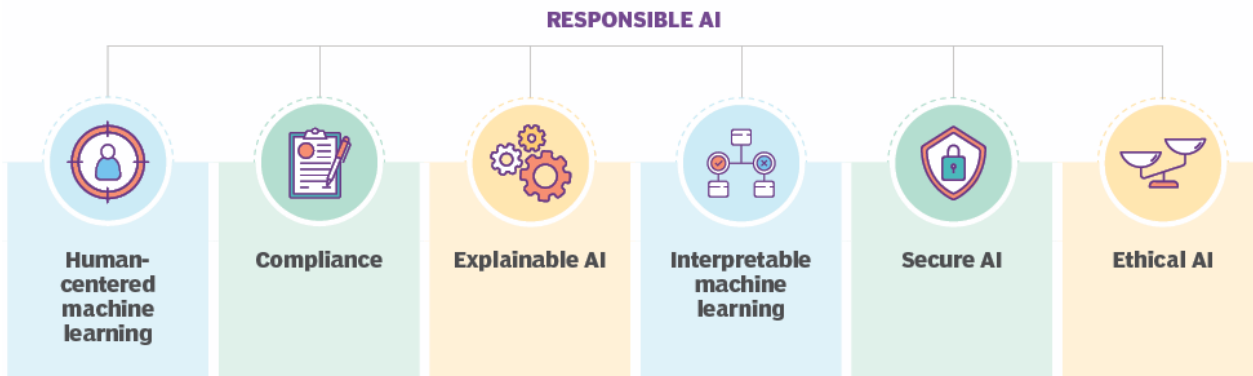 RESPONSIBLE AI
Human-
centered
machine
learning
Compliance
Explainable AI
Interpretable
machine
learning
Secure AI
Ethical AI